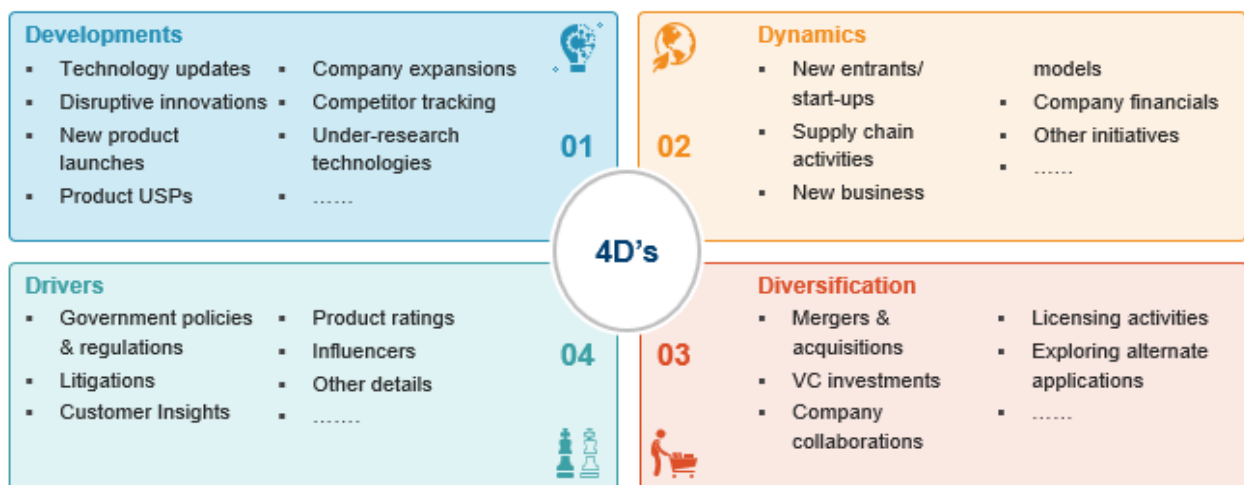 Developments
▪ Technology updates
▪ Disruptive innovations
▪ New product
launches
▪ Product USPs
▪ Company expansions
▪ Competitor tracking
▪ Under-research
technologies
▪ ……
01
Dynamics
▪ New entrants/
start-ups
▪ Supply chain
activities
▪ New business
models
▪ Company financials
▪ Other initiatives
▪ ……
02
4D's
Drivers
▪ Government policies
& regulations
▪ Litigations
▪ Customer Insights
▪ Product ratings
▪ Influencers
▪ Other details
▪ …….
04
Diversification
▪ Mergers &
acquisitions
▪ VC investments
▪ Company
collaborations
▪ Licensing activities
▪ Exploring alternate
applications
▪ ……
03